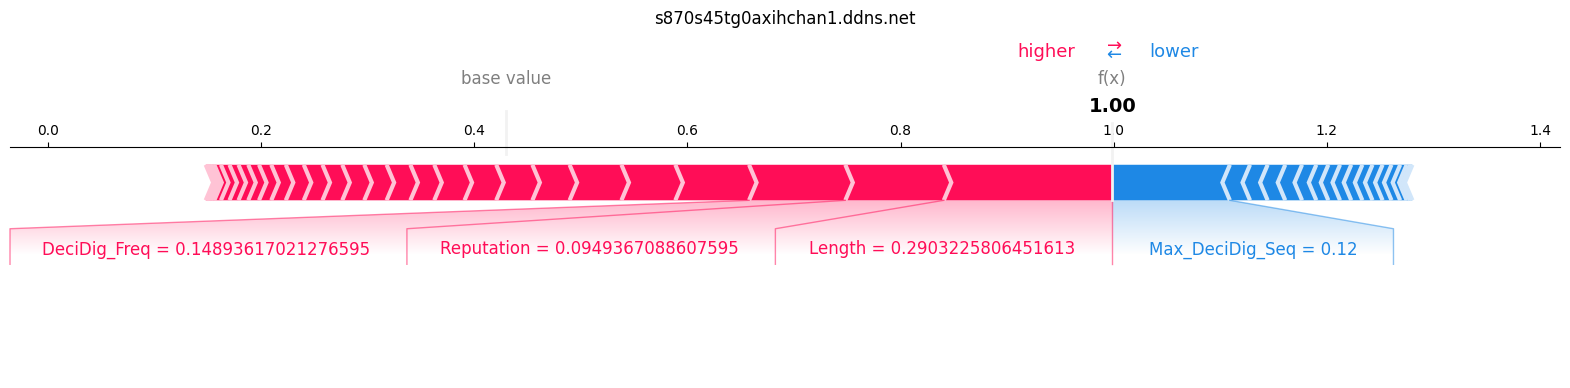 s870s45tg0axihchan1.ddns.net
higher → ← lower
base value f(x)
1.00
0.0 0.2 0.4 0.6 0.8 1.0 1.2 1.4
DeciDig_Freq = 0.14893617021276595 Reputation = 0.0949367088607595 Length = 0.2903225806451613 Max_DeciDig_Seq = 0.12